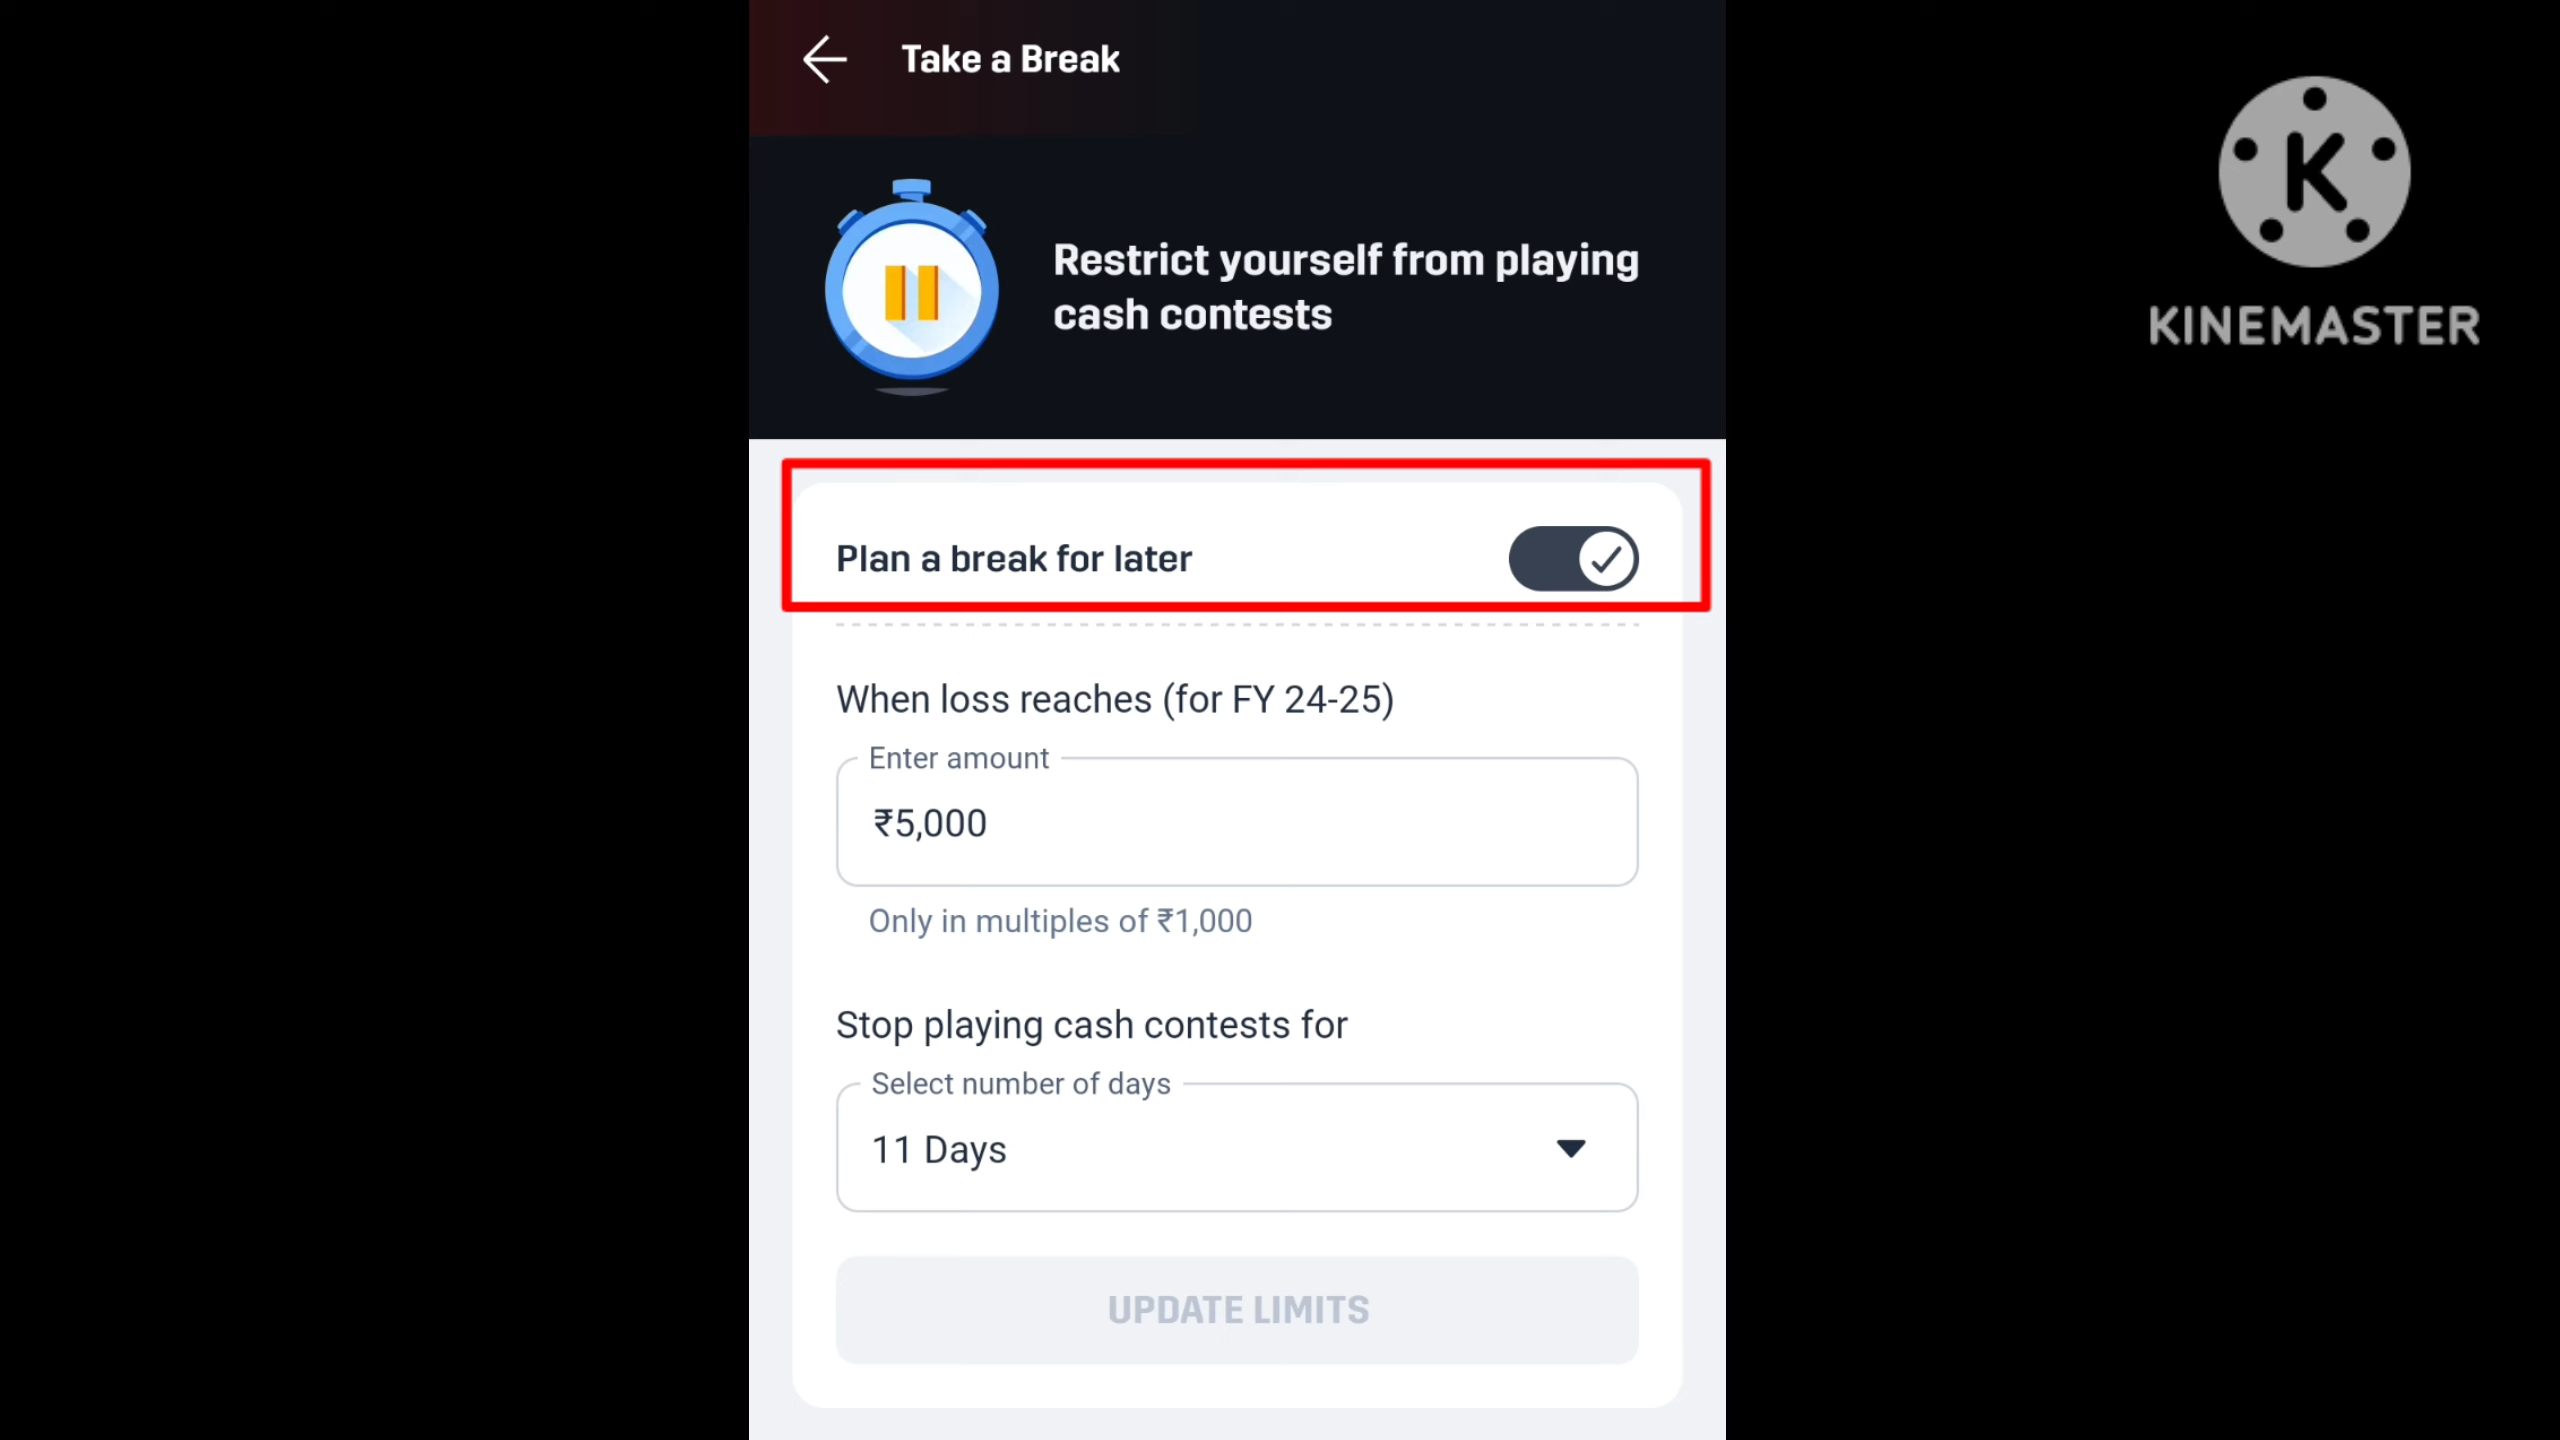 Take a Break
Restrict yourself from playing
cash contests
K
KINEMASTER
Plan a break for later
When loss reaches (for FY 24-25)
Enter amount
₹5,000
Only in multiples of ₹1,000
Stop playing cash contests for
Select number of days
11 Days
UPDATE LIMITS